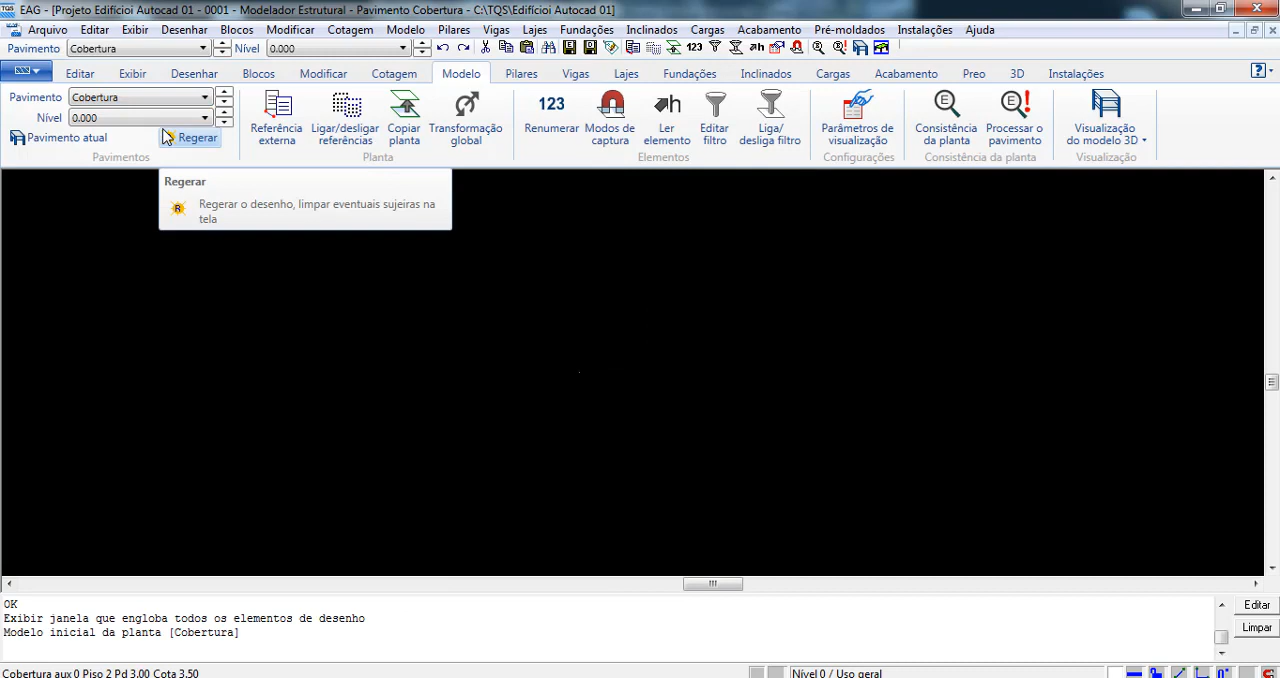 TQS EAG - [Projeto Edifícioi Autocad 01 - 0001 - Modelador Estrutural - Pavimento Cobertura - C:\TQS\Edifícioi Autocad 01]
Arquivo Editar Exibir Desenhar Blocos Modificar Cotagem Modelo Pilares Vigas Lajes Fundações Inclinados Cargas Acabamento Pré-moldados Instalações Ajuda
Pavimento Cobertura Nível 0.000 123
Editar Exibir Desenhar Blocos Modificar Cotagem Modelo Pilares Vigas Lajes Fundações Inclinados Cargas Acabamento Preo 3D Instalações
Pavimento Cobertura
Nível 0.000
Pavimento atual Regerar
Pavimentos
Referência externa
Ligar/desligar referências
Copiar planta
Transformação global
Planta
123
Renumerar
Modos de captura
Ler elemento
Editar filtro
Liga/ desliga filtro
Elementos
Parâmetros de visualização
Configurações
Consistência da planta
Processar o pavimento
Consistência da planta
Visualização do modelo 3D
Visualização
Regerar
R Regerar o desenho, limpar eventuais sujeiras na
tela
OK
Exibir janela que engloba todos os elementos de desenho
Modelo inicial da planta [Cobertura]
Editar
Limpar
Cobertura aux 0 Piso 2 Pd 3.00 Cota 3.50
Nível 0 / Uso geral